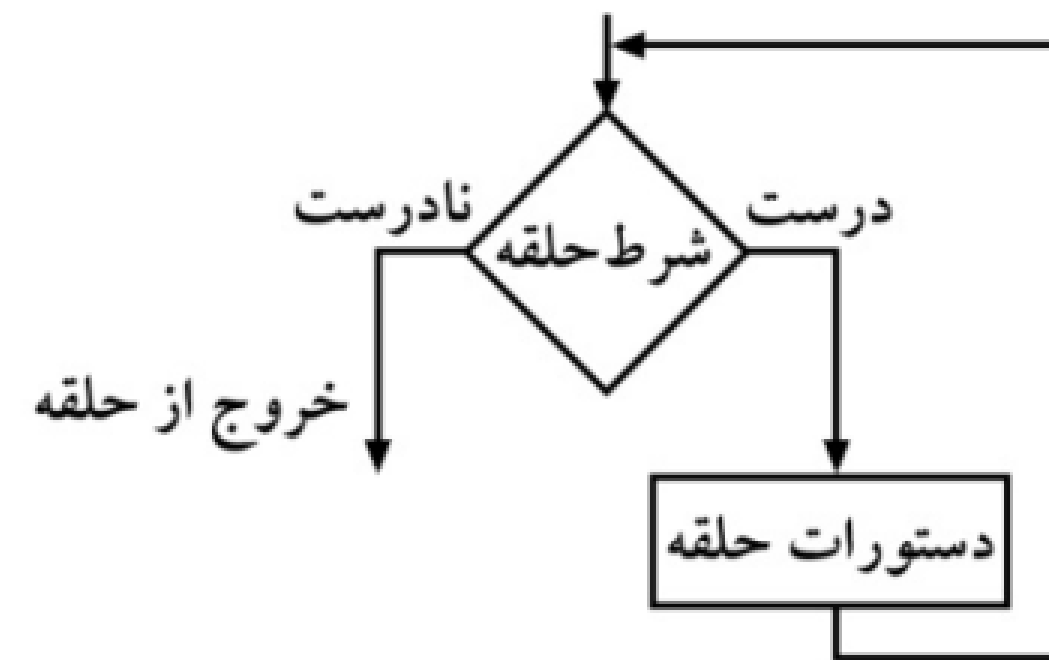 درست
نادرست
شرط حلقه
خروج از حلقه
دستورات حلقه